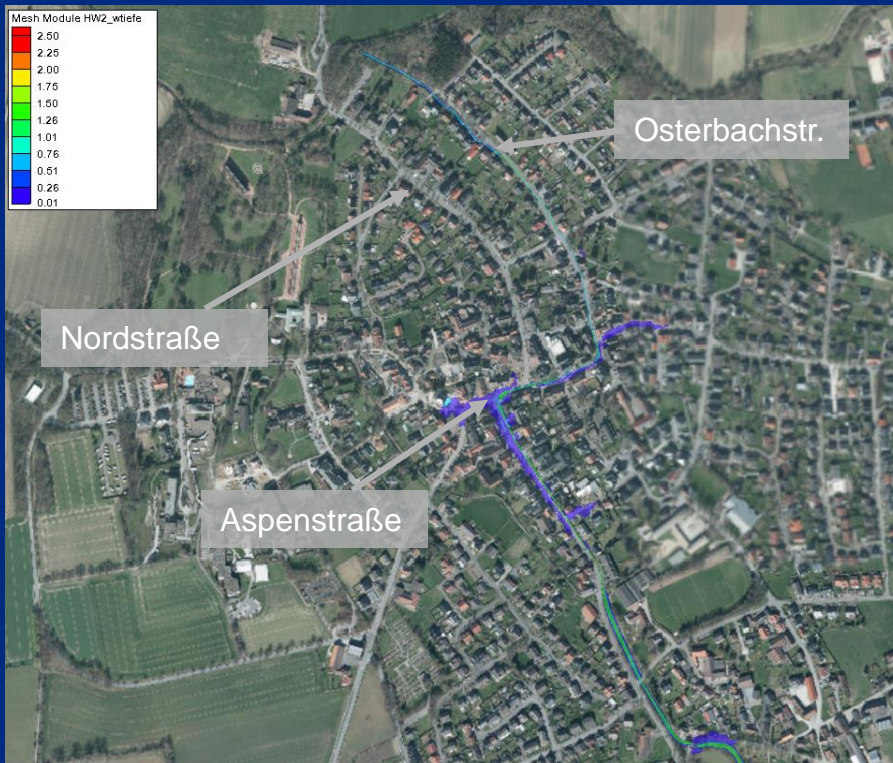 Mesh Module HW2_wtiefe
2.50
2.25
2.00
1.75
1.50
1.26
1.01
0.76
0.51
0.26
0.01
Osterbachstr.
Nordstraße
Aspenstraße